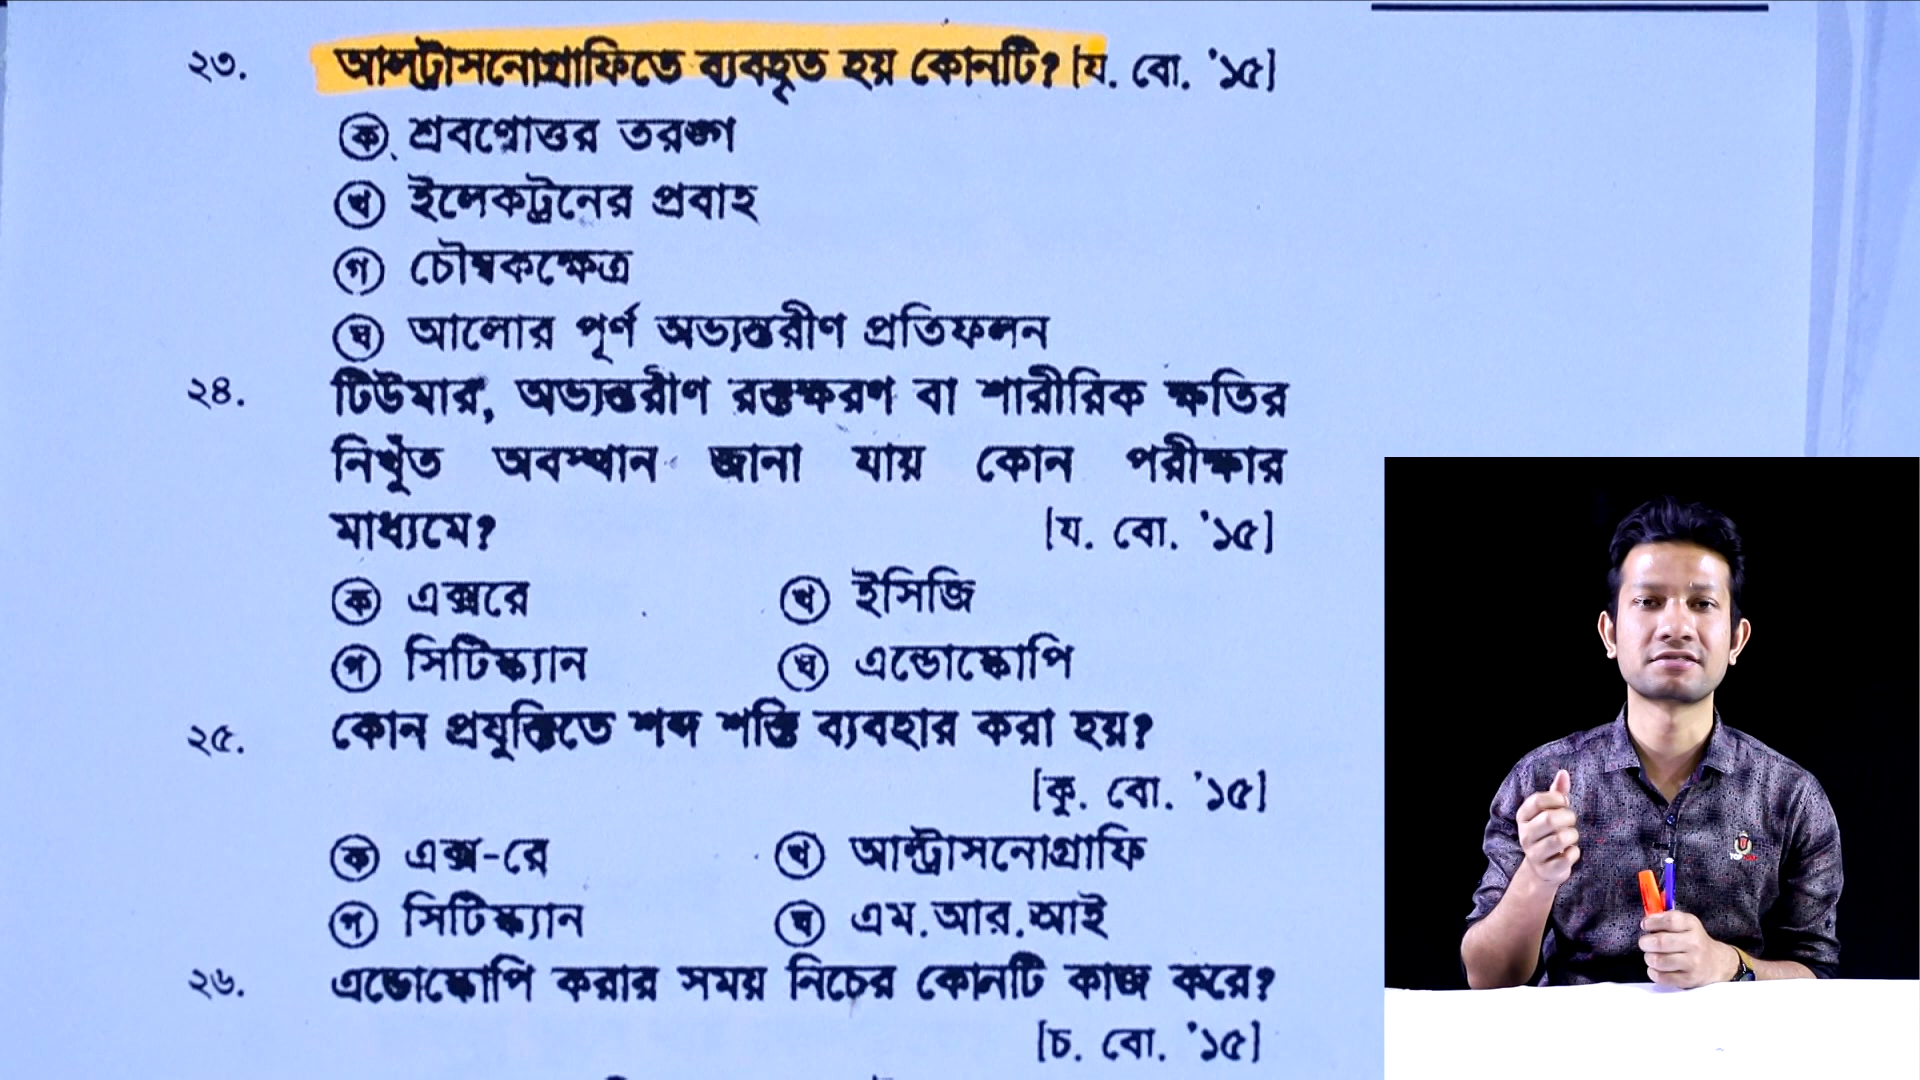 ২৩. আলট্রাসনোগ্রাফিতে ব্যবহৃত হয় কোনটি? [য. বো. '১৫]
ক শ্রবণোত্তর তরঙ্গ
খ ইলেকট্রনের প্রবাহ
গ চৌম্বকক্ষেত্র
ঘ আলোর পূর্ণ অভ্যন্তরীণ প্রতিফলন
২৪. টিউমার, অভ্যন্তরীণ রক্তক্ষরণ বা শারীরিক ক্ষতির
নিখুঁত অবস্থান জানা যায় কোন পরীক্ষার
মাধ্যমে? [য. বো. '১৫]
ক এক্সরে খ ইসিজি
গ সিটিস্ক্যান ঘ এন্ডোস্কোপি
২৫. কোন প্রযুক্তিতে শব্দ শক্তি ব্যবহার করা হয়?
[কু. বো. '১৫]
ক এক্স-রে খ আল্ট্রাসনোগ্রাফি
গ সিটিস্ক্যান ঘ এম.আর.আই
২৬. এন্ডোস্কোপি করার সময় নিচের কোনটি কাজ করে?
[চ. বো. '১৫]